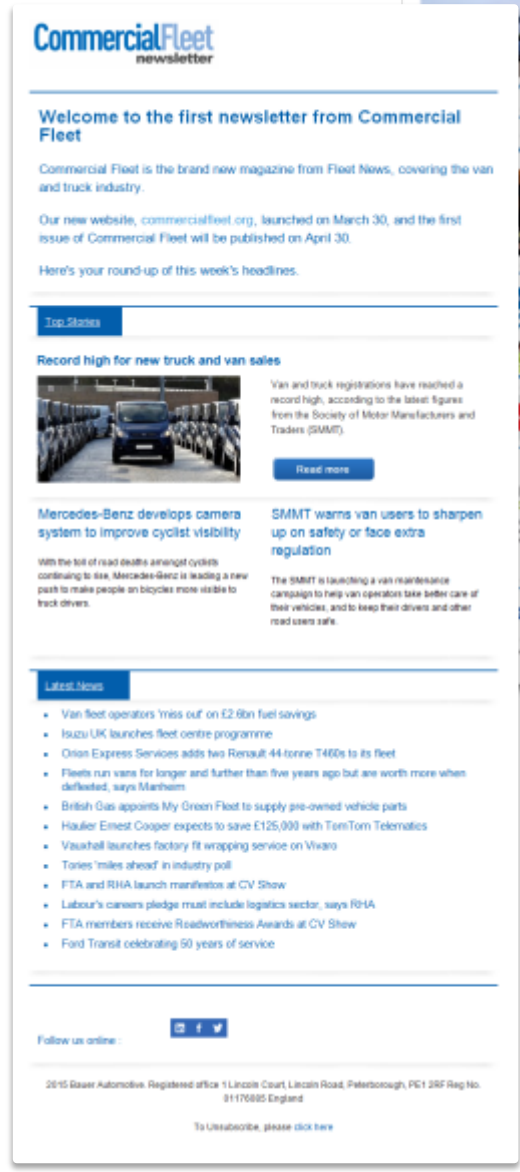 CommercialFleet
newsletter
Welcome to the first newsletter from Commercial
Fleet
Commercial Fleet is the brand new magazine from Fleet News, covering the van
and truck industry.
Our new website, commercialfleet.org, launched on March 30, and the first
issue of Commercial Fleet will be published on April 30.
Here's your round-up of this week's headlines.
Top Stories
Record high for new truck and van sales
Van and truck registrations have reached a
record high, according to the latest figures
from the Society of Motor Manufacturers and
Traders (SMMT).
Read more
Mercedes-Benz develops camera
system to improve cyclist visibility
With the toll of road deaths amongst cyclists
continuing to rise, Mercedes-Benz is leading a new
push to make people on bicycles more visible to
truck drivers.
SMMT warns van users to sharpen
up on safety or face extra
regulation
The SMMT is launching a van maintenance
campaign to help van operators take better care of
their vehicles, and to keep their drivers and other
road users safe.
Latest News
Van fleet operators 'miss out' on £2.6bn fuel savings
Isuzu UK launches fleet centre programme
Orion Express Services adds two Renault 44-tonne T460s to its fleet
Fleets run vans for longer and further than five years ago but are worth more when
defleeted, says Manheim
British Gas appoints My Green Fleet to supply pre-owned vehicle parts
Haulier Ernest Cooper expects to save £125,000 with TomTom Telematics
Vauxhall launches factory fit wrapping service on Vivaro
Tories 'miles ahead' in industry poll
FTA and RHA launch manifestos at CV Show
Labour's careers pledge must include logistics sector, says RHA
FTA members receive Roadworthiness Awards at CV Show
Ford Transit celebrating 50 years of service
Follow us online :
2015 Bauer Automotive. Registered office 1 Lincoln Court, Lincoln Road, Peterborough, PE1 2RF Reg No.
01176085 England
To Unsubscribe, please click here